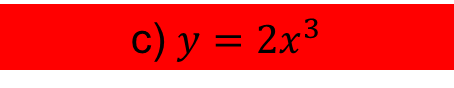 c) y = 2x³